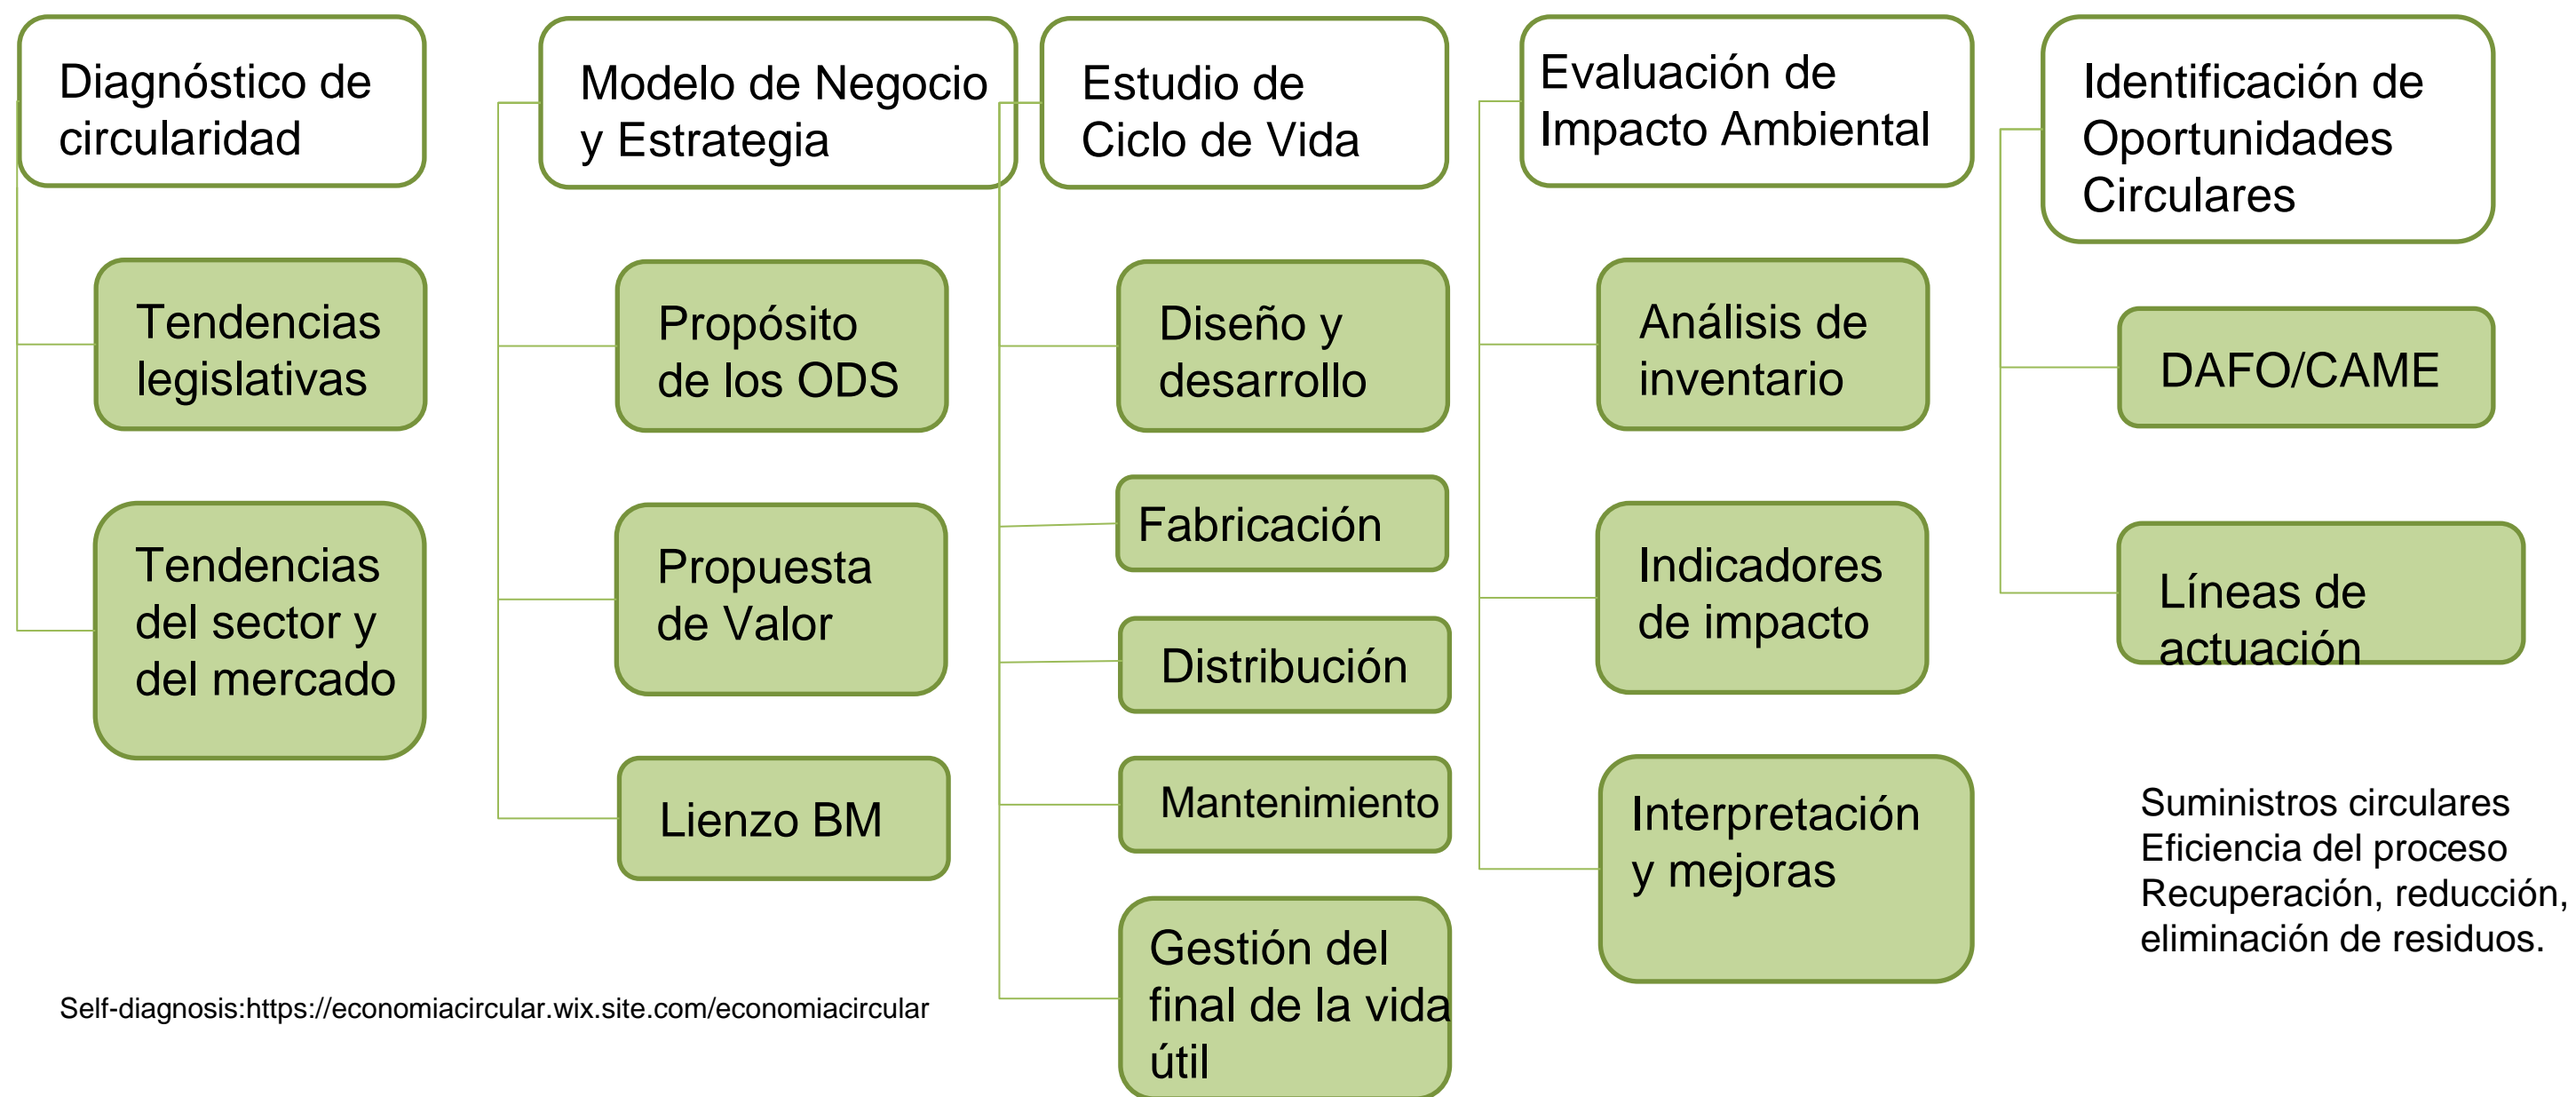 Diagnóstico de
circularidad
Tendencias
legislativas
Tendencias
del sector y
del mercado
Modelo de Negocio
y Estrategia
Propósito
de los ODS
Propuesta
de Valor
Lienzo BM
Estudio de
Ciclo de Vida
Diseño y
desarrollo
Fabricación
Distribución
Mantenimiento
Gestión del
final de la vida
útil
Evaluación de
Impacto Ambiental
Análisis de
inventario
Indicadores
de impacto
Interpretación
y mejoras
Identificación de
Oportunidades
Circulares
DAFO/CAME
Líneas de
actuación
Suministros circulares
Eficiencia del proceso
Recuperación, reducción,
eliminación de residuos.
Self-diagnosis:https://economiacircular.wix.site.com/economiacircular